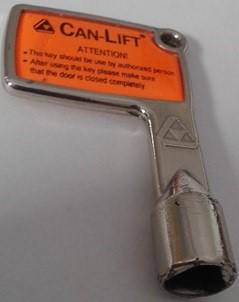 CAN-LIFT
ATTENTION!
• This key should be use by authorized person
• After using the key please make sure
that the door is closed completely